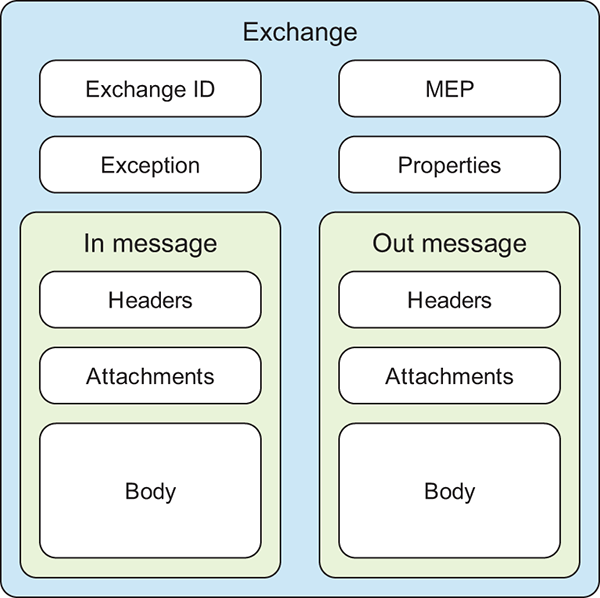 Exchange
Exchange ID
MEP
Exception
Properties
In message
Headers
Attachments
Body
Out message
Headers
Attachments
Body